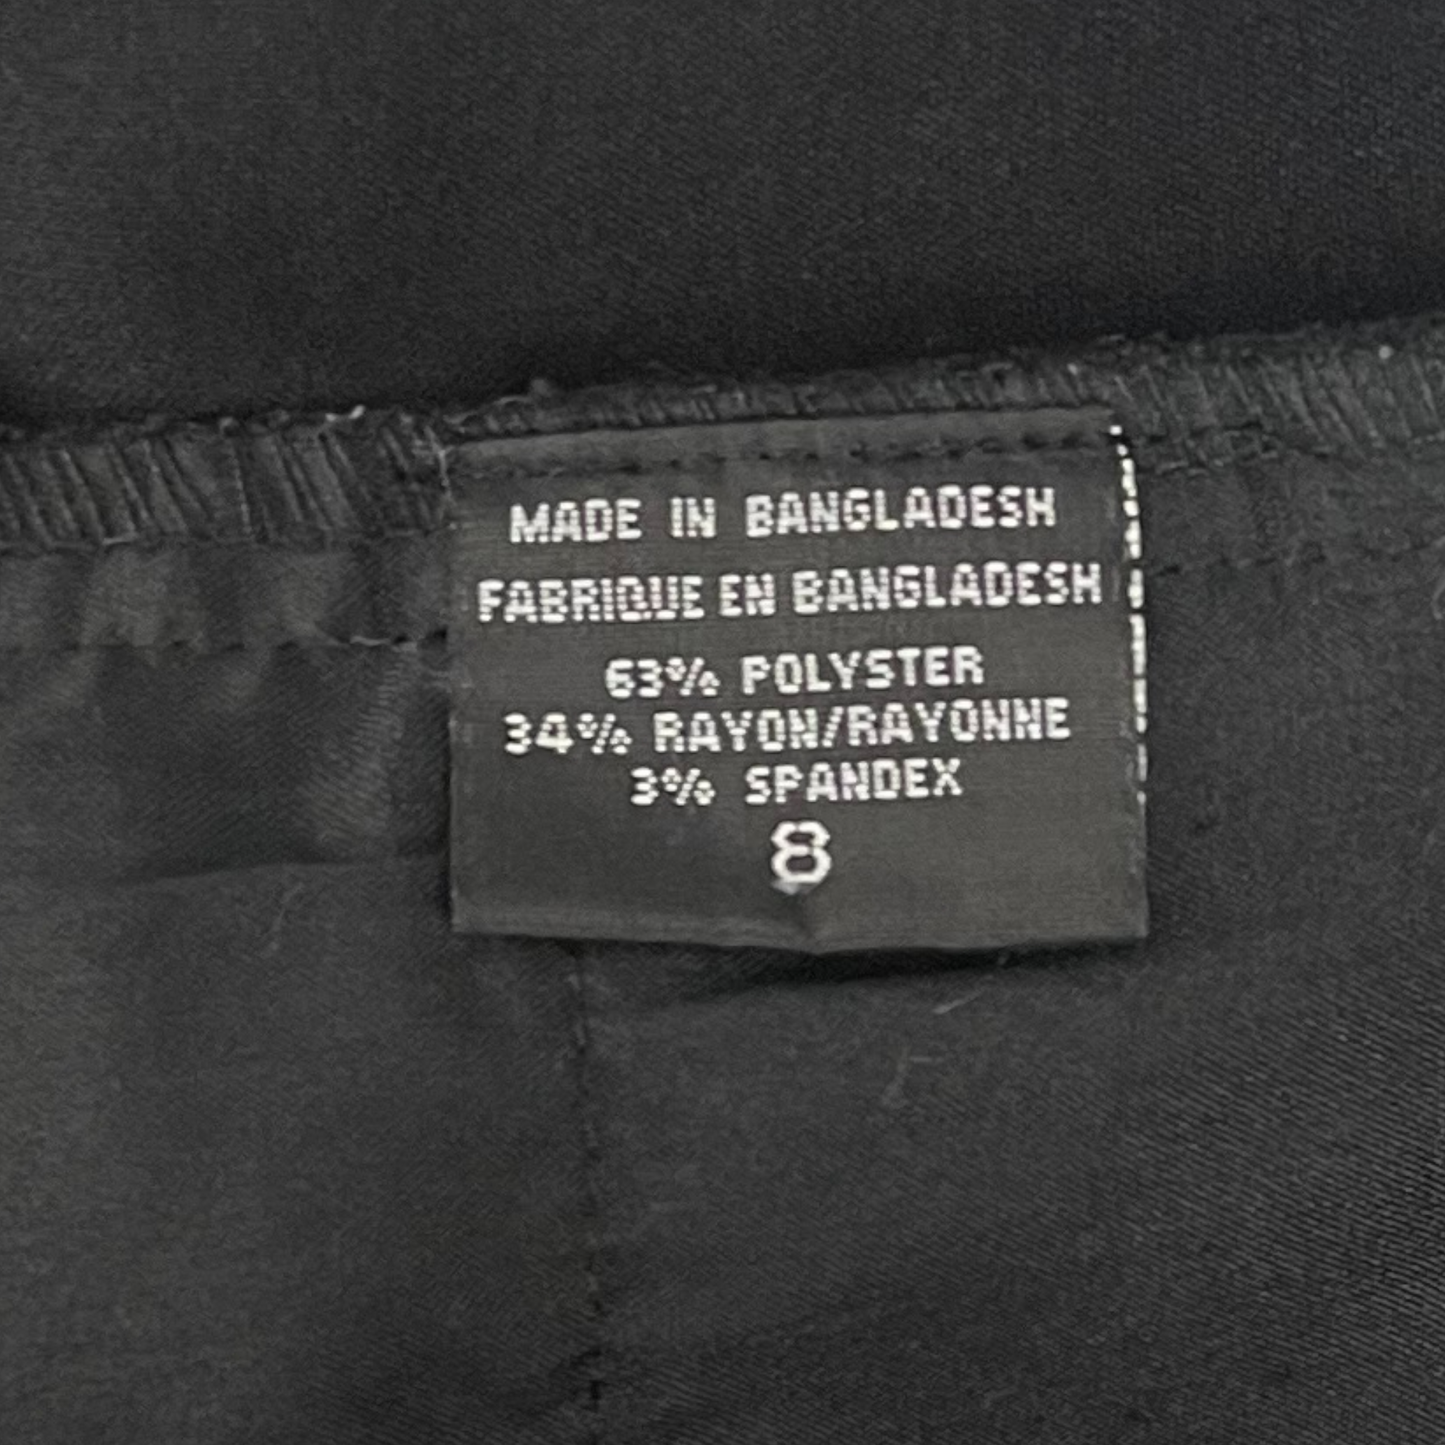 MADE IN BANGLADESH
FABRIQUE EN BANGLADESH
63% POLYSTER
34% RAYON/RAYONNE
3% SPANDEX
8